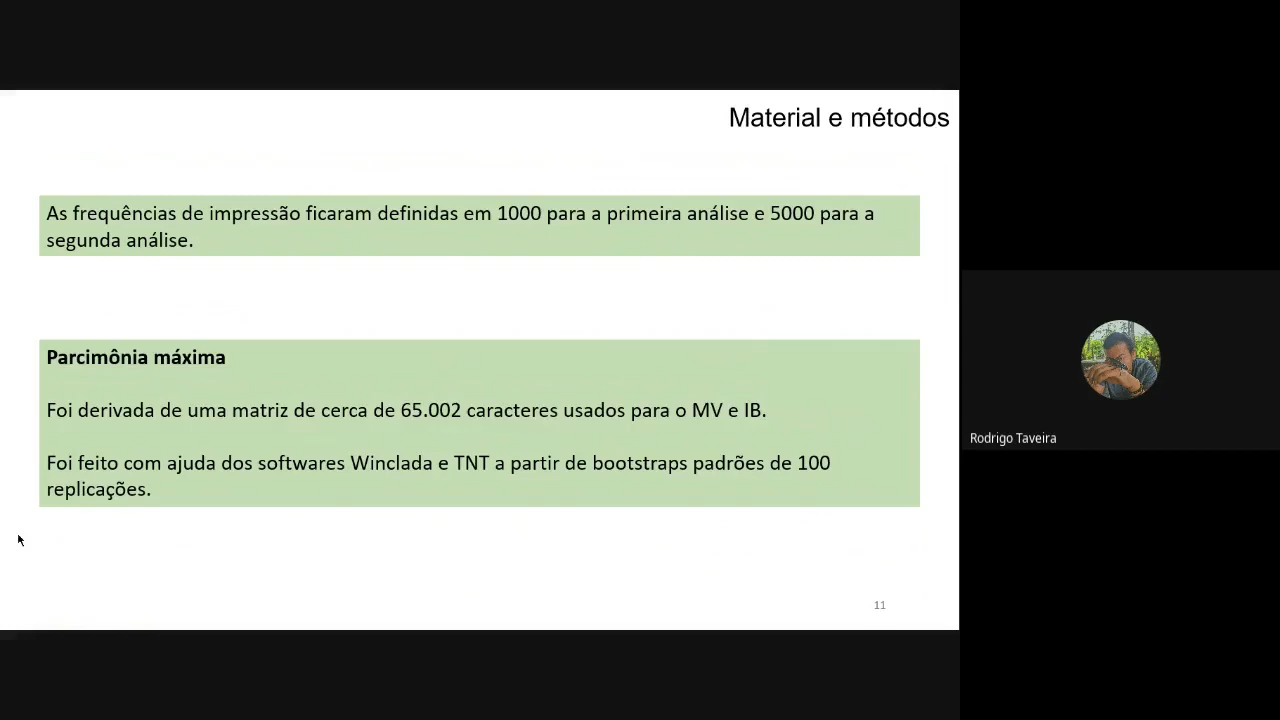 Material e métodos
As frequências de impressão ficaram definidas em 1000 para a primeira análise e 5000 para a
segunda análise.
Parcimônia máxima
Foi derivada de uma matriz de cerca de 65.002 caracteres usados para o MV e IB.
Foi feito com ajuda dos softwares Winclada e TNT a partir de bootstraps padrões de 100
replicações.
11
Rodrigo Taveira